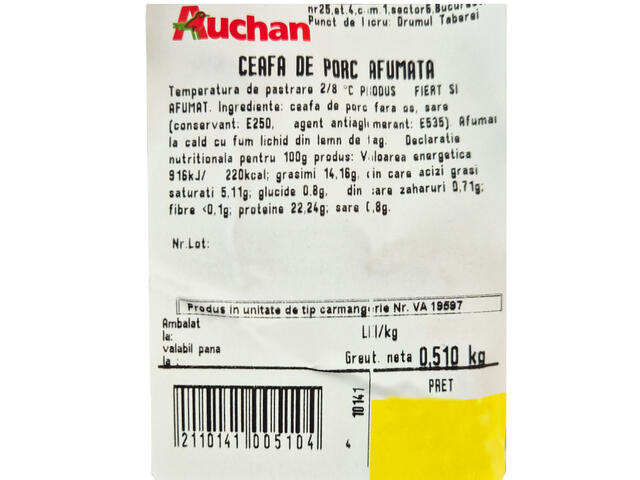 Auchan
nr25,et.4,cam.1,sector6,Bucuresti
Punct de lucru: Drumul Taberei
CEAFA DE PORC AFUMATA
Temperatura de pastrare 2/8 °C PRODUS FIERT SI
AFUMAT. Ingrediente: ceafa de porc fara os, sare
(conservant: E250, agent antiaglomerant: E535). Afumat
la cald cu fum lichid din lemn de fag. Declaratie
nutritionala pentru 100g produs: Valoarea energetica
916kJ/ 220kcal; grasimi 14,16g, din care acizi grasi
saturati 5,11g; glucide 0,8g, din care zaharuri 0,71g;
fibre <0,1g; proteine 22,24g; sare 0,8g.
Nr.Lot:
Produs in unitate de tip carmangerie Nr. VA 19597
Ambalat
la:
LEI/kg
valabil pana
la :
Greut. neta 0,510 kg
PRET
10141
2110141 005104 4